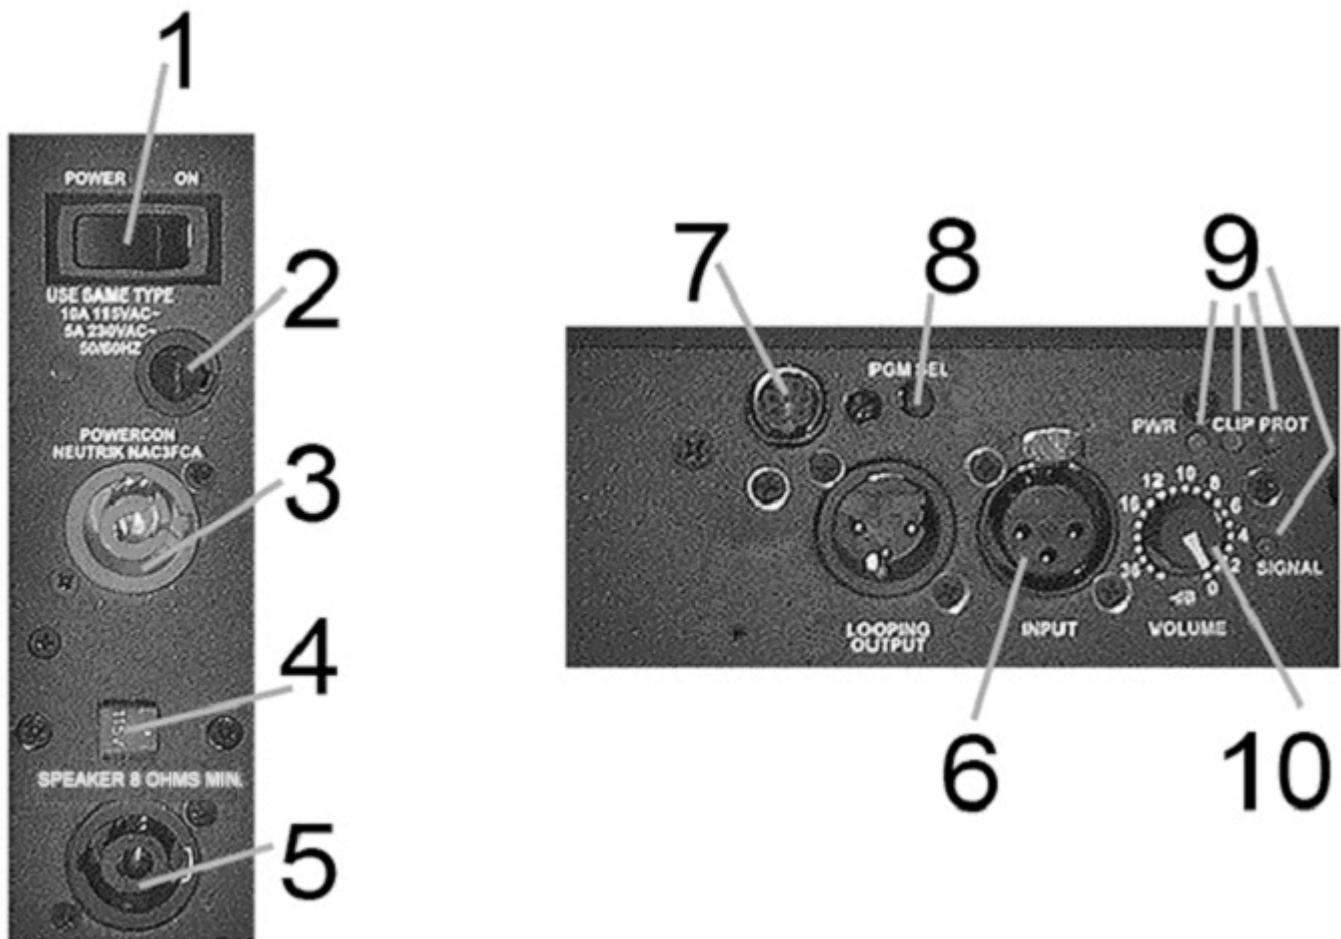 1
POWER ON
USE SAME TYPE
10A 115VAC~
5A 230VAC~
50/60HZ
2
POWERCON
NEUTRIK NAC3FCA
3
4
115V
SPEAKER 8 OHMS MIN.
5
7
8
9
PGM SEL
PWR CLIP PROT
10
12
8
16
6
4
36
2
0
-dB
SIGNAL
LOOPING
OUTPUT
INPUT
VOLUME
6
10